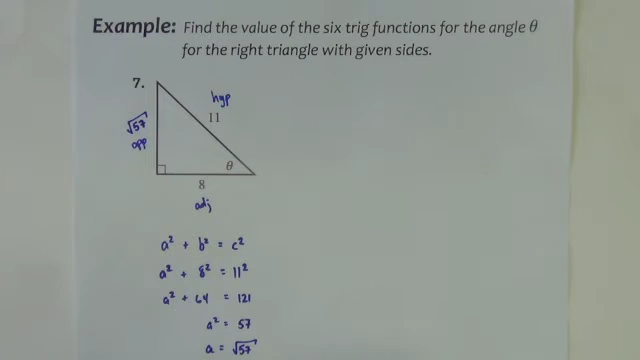 Example: Find the value of the six trig functions for the angle θ
for the right triangle with given sides.
7.
hyp
11
√57
opp
θ
8
adj
a² + b² = c²
a² + 8² = 11²
a² + 64 = 121
a² = 57
a = √57